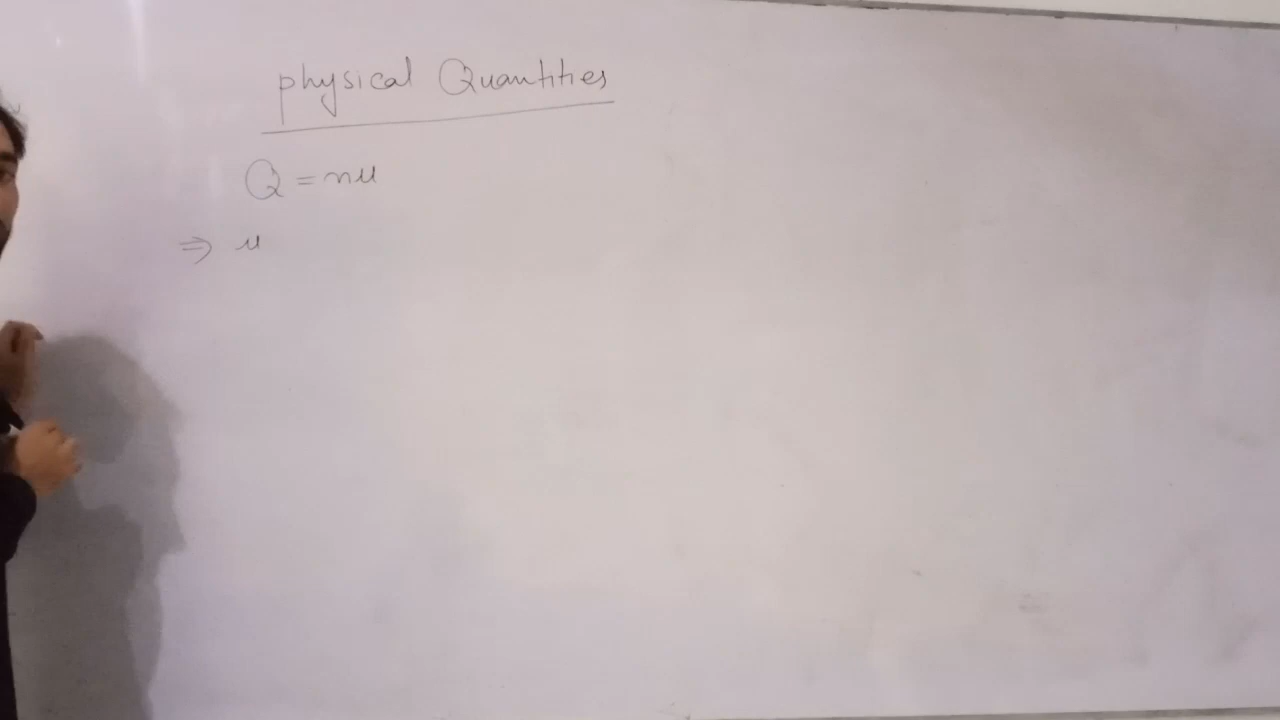 physical Quantities
Q = nu
⇒ u